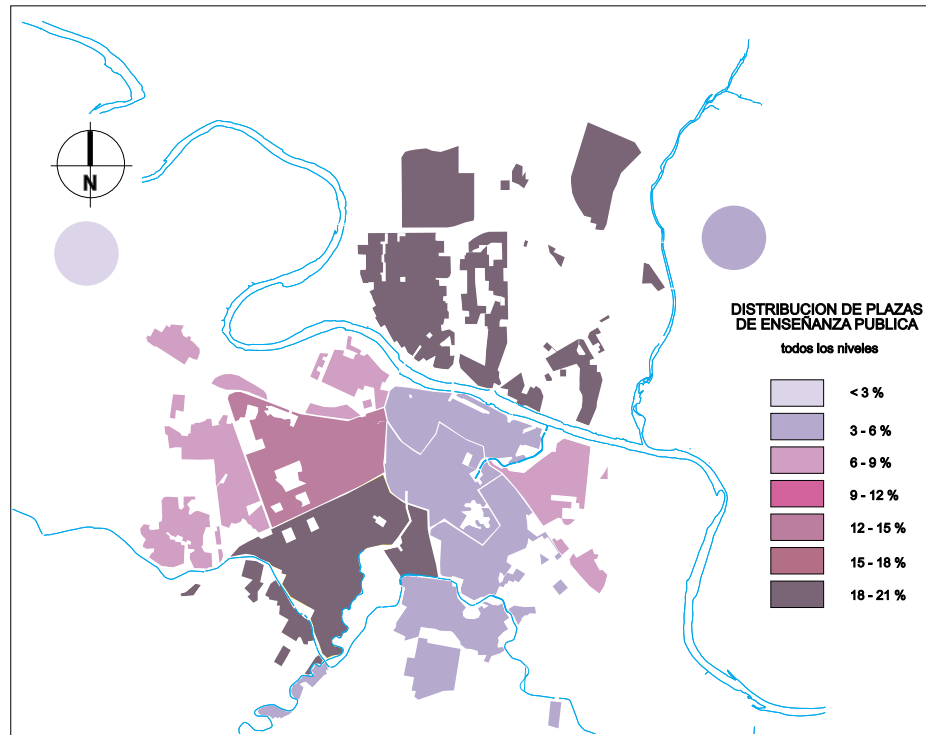 N
DISTRIBUCION DE PLAZAS
DE ENSEÑANZA PUBLICA
todos los niveles
< 3 %
3 - 6 %
6 - 9 %
9 - 12 %
12 - 15 %
15 - 18 %
18 - 21 %